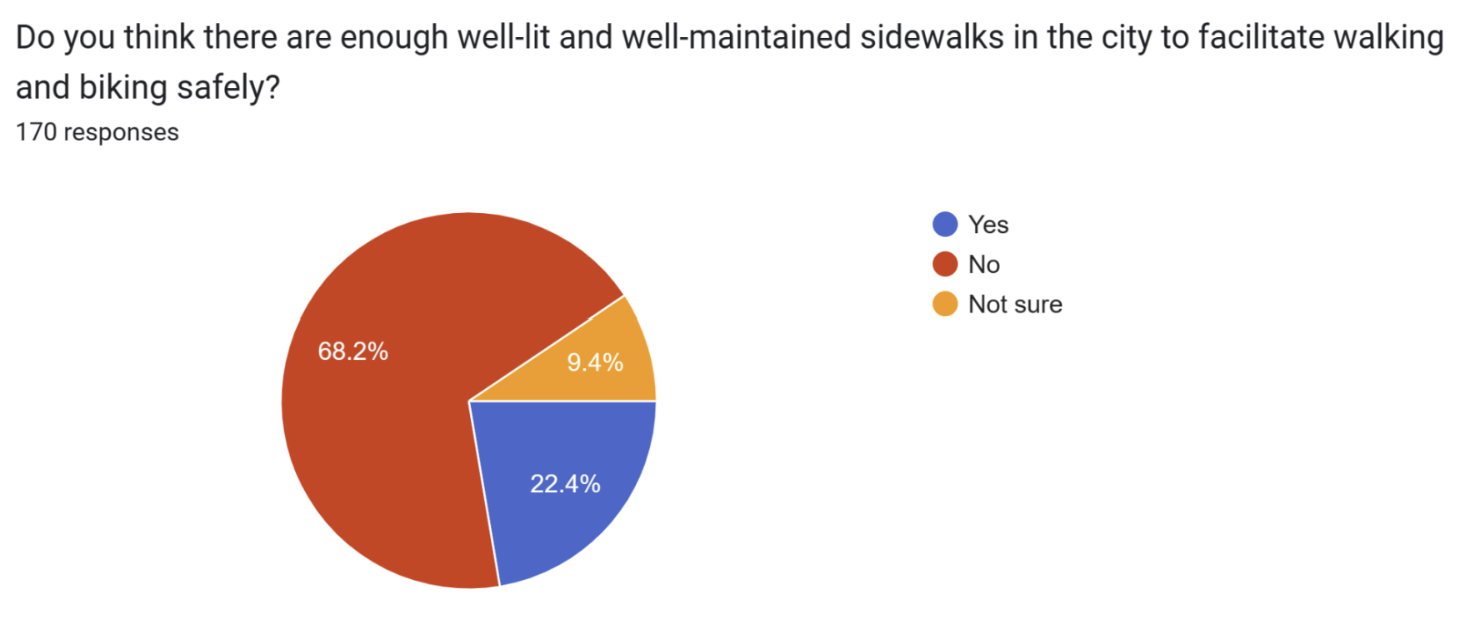 Do you think there are enough well-lit and well-maintained sidewalks in the city to facilitate walking
and biking safely?
170 responses
Yes
No
Not sure
68.2%
9.4%
22.4%